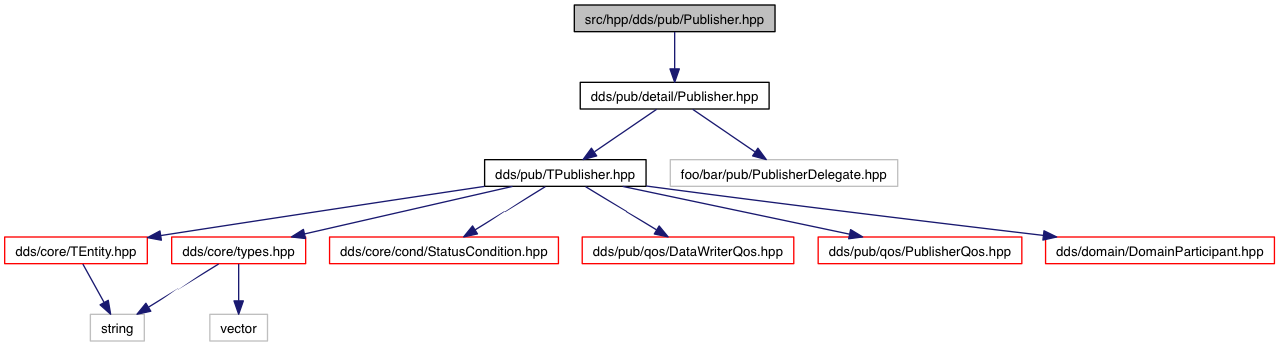 src/hpp/dds/pub/Publisher.hpp
dds/pub/detail/Publisher.hpp
dds/pub/TPublisher.hpp
foo/bar/pub/PublisherDelegate.hpp
dds/core/TEntity.hpp
dds/core/types.hpp
dds/core/cond/StatusCondition.hpp
dds/pub/qos/DataWriterQos.hpp
dds/pub/qos/PublisherQos.hpp
dds/domain/DomainParticipant.hpp
string
vector